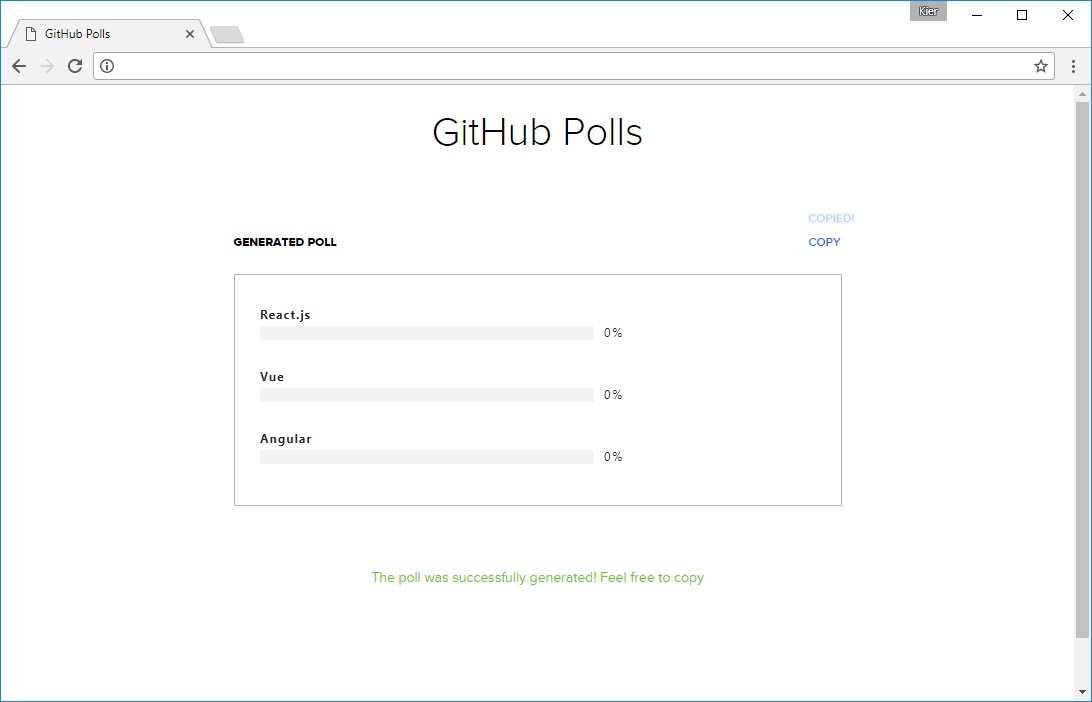 Kier
GitHub Polls
GitHub Polls
COPIED!
GENERATED POLL
COPY
React.js
0%
Vue
0%
Angular
0%
The poll was successfully generated! Feel free to copy